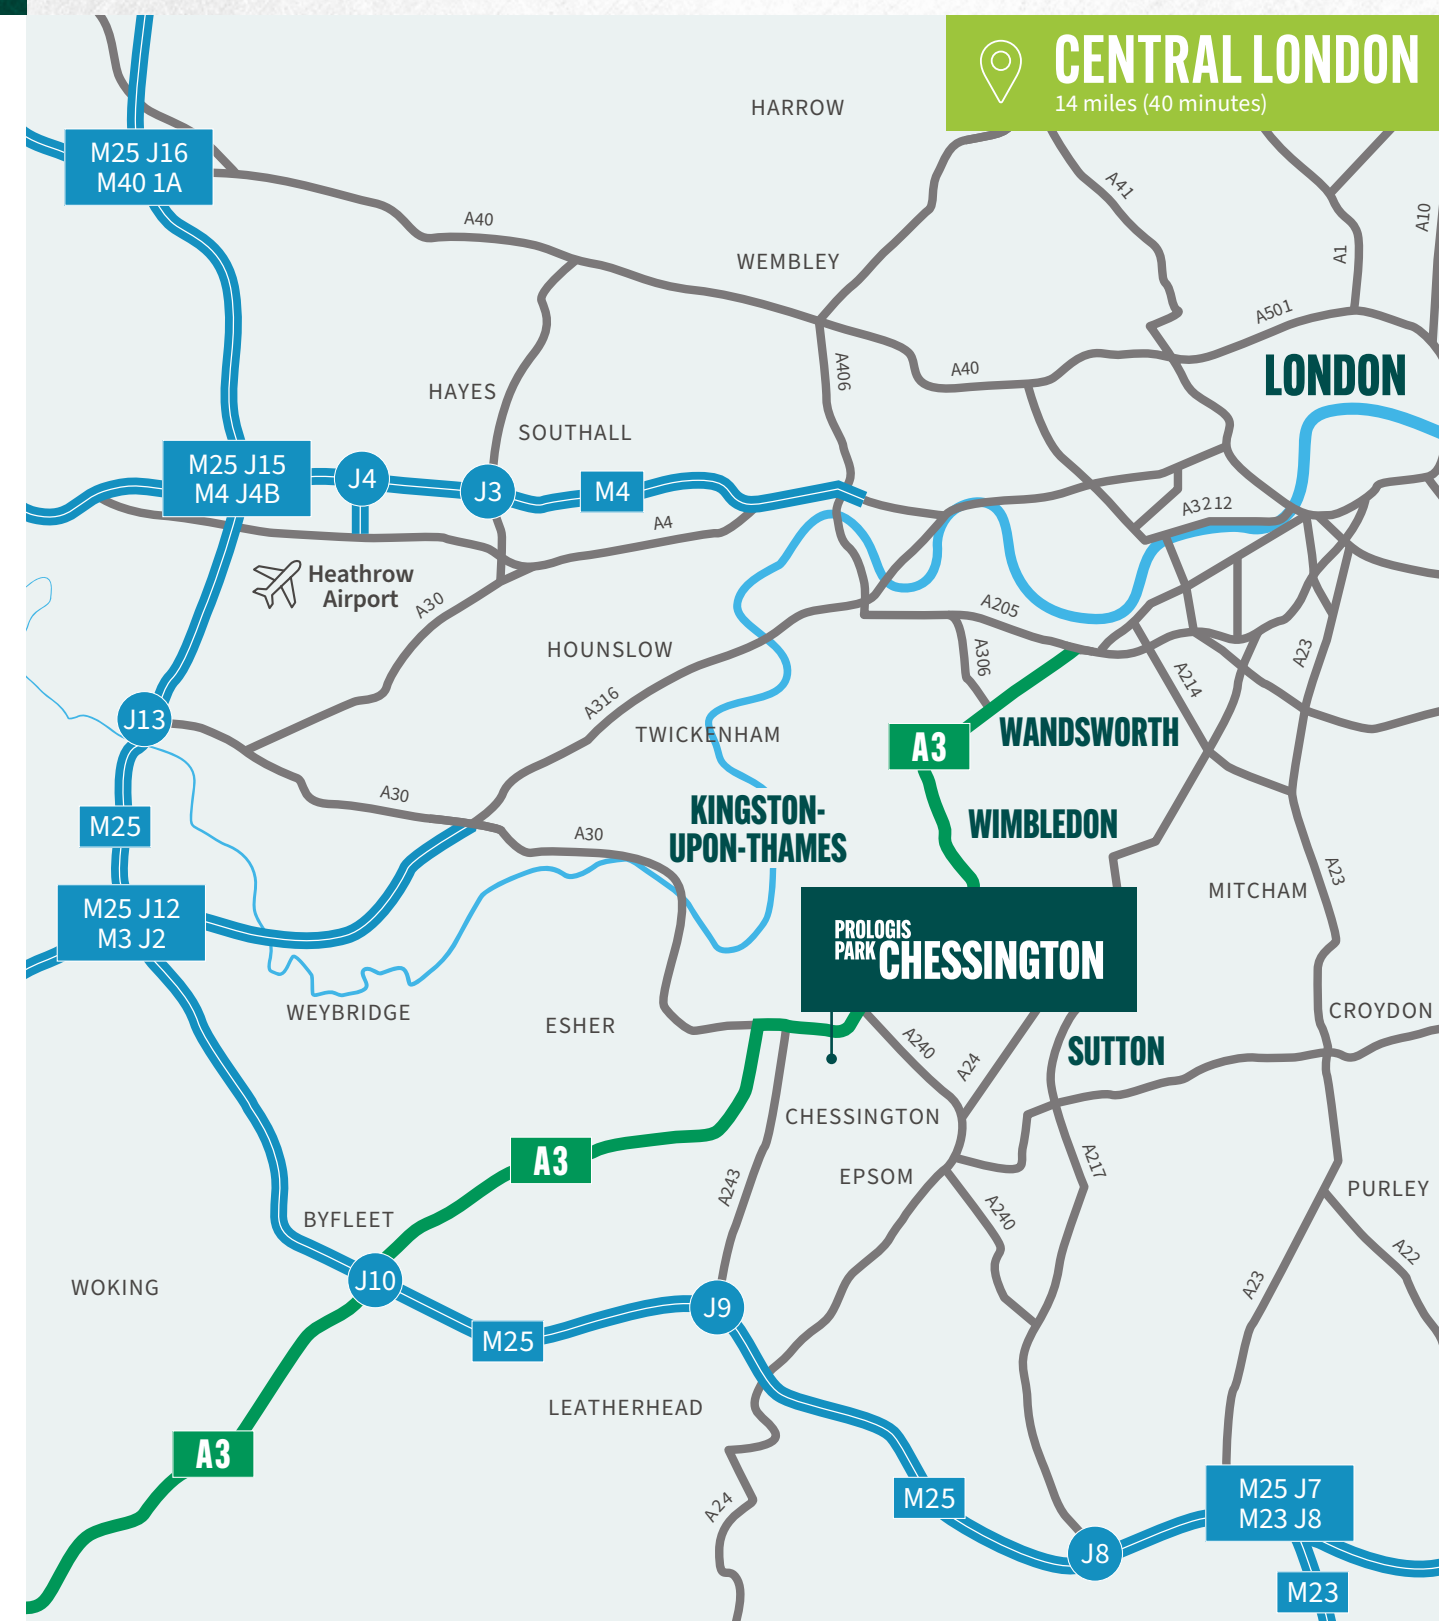 CENTRAL LONDON
14 miles (40 minutes)
HARROW
M25 J16
M40 1A
A41
A10
A40
A1
WEMBLEY
A501
A406
A40
LONDON
HAYES
SOUTHALL
M25 J15
M4 J4B
J4
J3
M4
A3212
A4
Heathrow
Airport
A30
A205
HOUNSLOW
A306
A23
A214
A316
J13
TWICKENHAM
WANDSWORTH
A3
A30
KINGSTON-
UPON-THAMES
WIMBLEDON
M25
A30
A23
MITCHAM
M25 J12
M3 J2
PROLOGIS
PARK CHESSINGTON
WEYBRIDGE
ESHER
CROYDON
A240
A24
SUTTON
CHESSINGTON
A3
A217
EPSOM
A243
PURLEY
BYFLEET
A240
A22
WOKING
J10
A23
J9
M25
LEATHERHEAD
A3
M25
A24
M25 J7
M23 J8
J8
M23